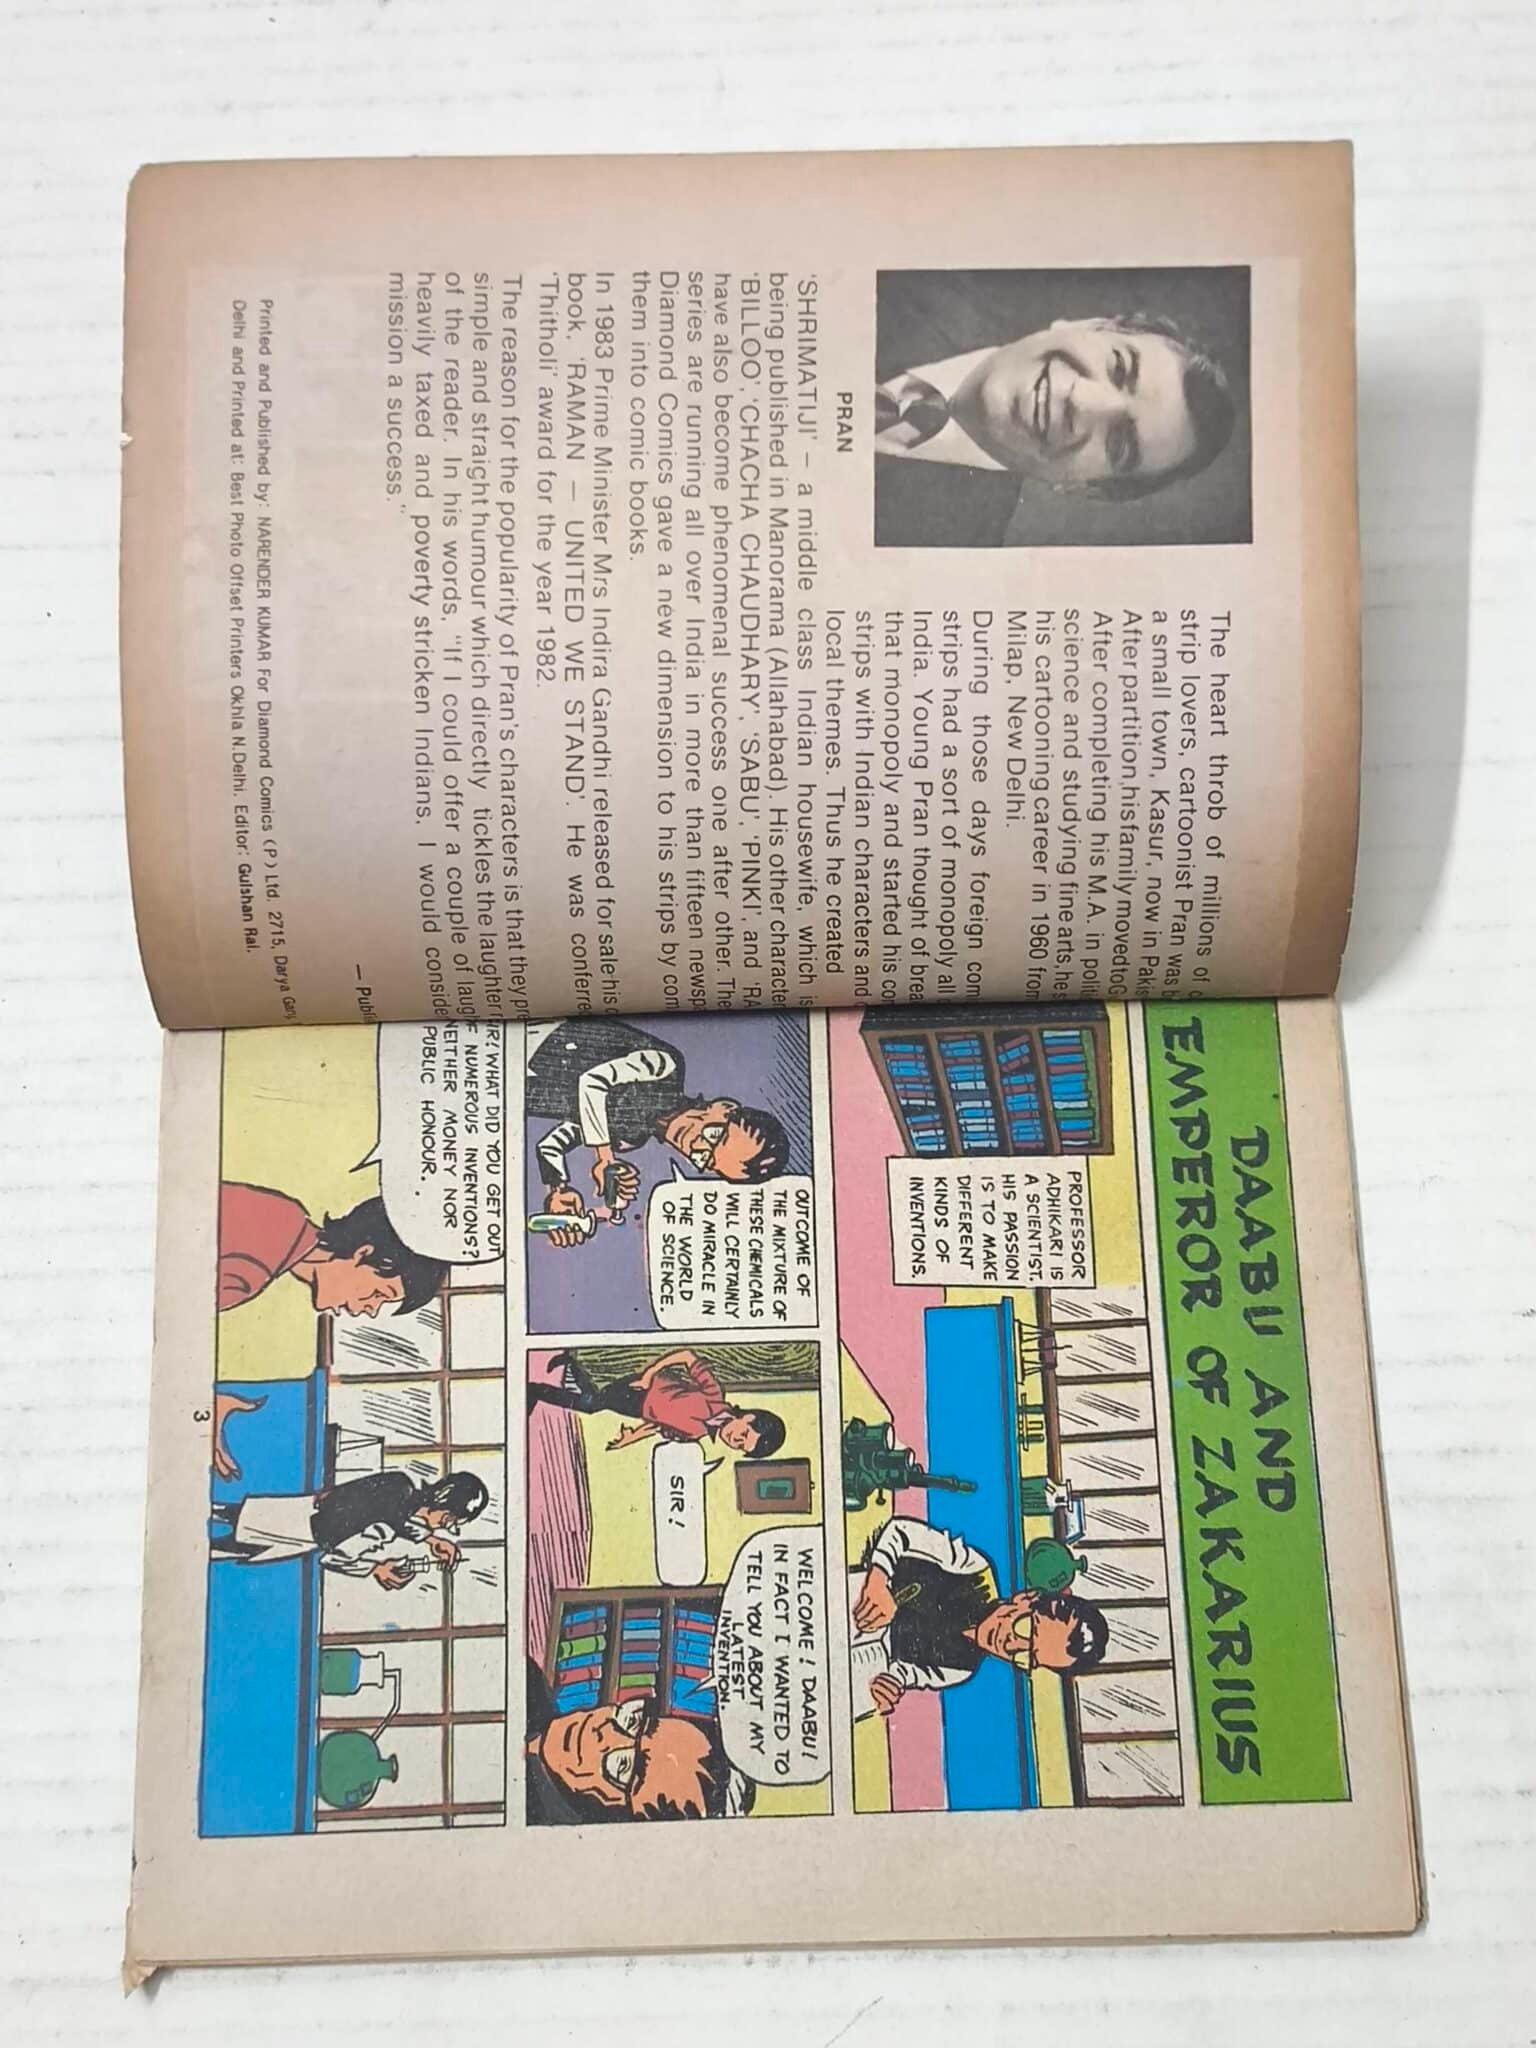 The heart throb of millions of
strip lovers, cartoonist Pran was
a small town, Kasur, now in
After partition, his family moved to
After completing his M.A. in
science and studying fine arts, he
his cartooning career in 1960 from
Milap, New Delhi.
During those days foreign
strips had a sort of monopoly all
India. Young Pran thought of
that monopoly and started his
strips with Indian characters and
local themes. Thus he created
PRAN
'SHRIMATIJI' — a middle class Indian housewife, which is
being published in Manorama (Allahabad). His other
'BILLOO', 'CHACHA CHAUDHARY', 'SABU', 'PINKI', and
have also become phenomenal success one after other. The
series are running all over India in more than fifteen
Diamond Comics gave a new dimension to his strips by
them into comic books.
In 1983 Prime Minister Mrs Indira Gandhi released for sale his
book, 'RAMAN — UNITED WE STAND'. He was
'Thitholi' award for the year 1982.
The reason for the popularity of Pran's characters is that they
simple and straight humour which directly tickles the laughter
of the reader. In his words, "If I could offer a couple of
heavily taxed and poverty stricken Indians, I would
mission a success."
Printed and Published by: NARENDER KUMAR For Diamond Comics (P) Ltd. 2715, Darya
Delhi and Printed at: Best Photo Offset Printers Okhla N.Delhi. Editor: Gulshan Rai.
DAABU AND
EMPEROR OF ZAKARIUS
PROFESSOR
ADHIKARI IS
A SCIENTIST.
HIS PASSION
IS TO MAKE
DIFFERENT
KINDS OF
INVENTIONS.
OUTCOME OF
THE MIXTURE OF
THESE CHEMICALS
WILL CERTAINLY
DO MIRACLE IN
THE WORLD
OF SCIENCE.
SIR!
WELCOME! DAABU!
IN FACT I WANTED TO
TELL YOU ABOUT MY
LATEST
INVENTION.
WHAT DID YOU GET OUT
NUMEROUS INVENTIONS?
NEITHER MONEY NOR
PUBLIC HONOUR..
3